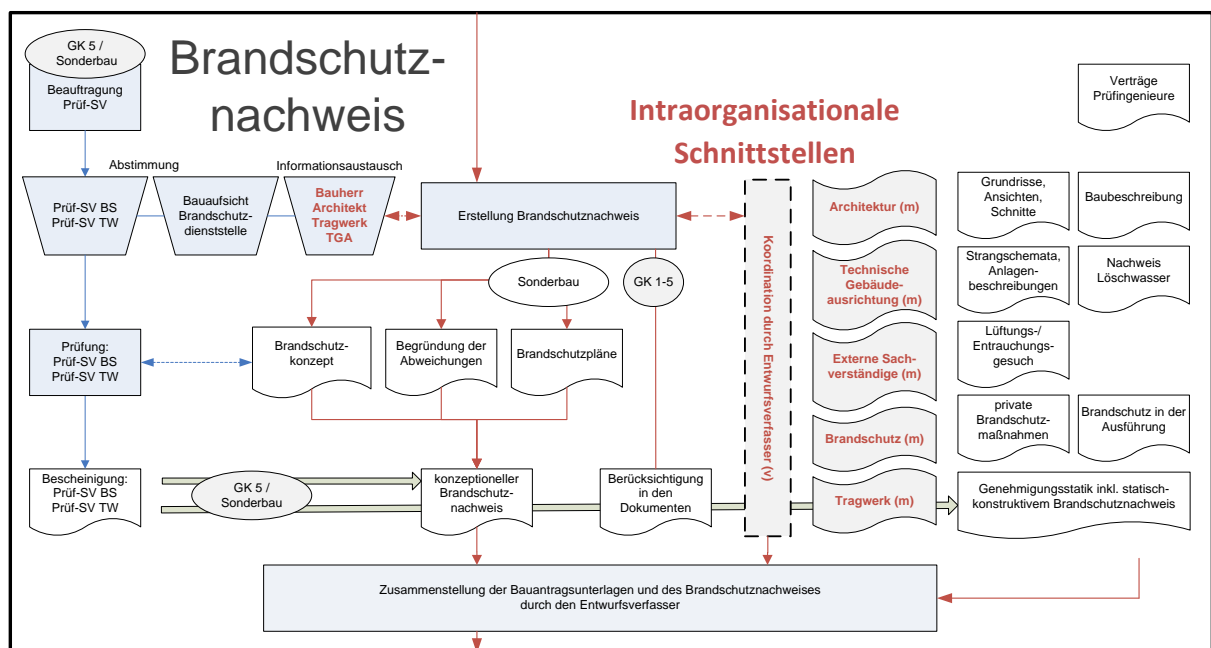 GK 5 /
Sonderbau
Beauftragung
Prüf-SV
Brandschutz-
nachweis
Intraorganisationale
Schnittstellen
Verträge
Prüfingenieure
Abstimmung
Informationsaustausch
Prüf-SV BS
Prüf-SV TW
Bauaufsicht
Brandschutz-
dienststelle
Bauherr
Architekt
Tragwerk
TGA
Erstellung Brandschutznachweis
Koordination durch Entwurfsverfasser (v)
Architektur (m)
Grundrisse,
Ansichten,
Schnitte
Baubeschreibung
Sonderbau
GK 1-5
Technische
Gebäude-
ausrichtung (m)
Strangschemata,
Anlagen-
beschreibungen
Nachweis
Löschwasser
Prüfung:
Prüf-SV BS
Prüf-SV TW
Brandschutz-
konzept
Begründung der
Abweichungen
Brandschutzpläne
Externe Sach-
verständige (m)
Lüftungs-/
Entrauchungs-
gesuch
Brandschutz (m)
private
Brandschutz-
maßnahmen
Brandschutz in der
Ausführung
Bescheinigung:
Prüf-SV BS
Prüf-SV TW
GK 5 /
Sonderbau
konzeptioneller
Brandschutz-
nachweis
Berücksichtigung
in den
Dokumenten
Tragwerk (m)
Genehmigungsstatik inkl. statisch-
konstruktivem Brandschutznachweis
Zusammenstellung der Bauantragsunterlagen und des Brandschutznachweises
durch den Entwurfsverfasser